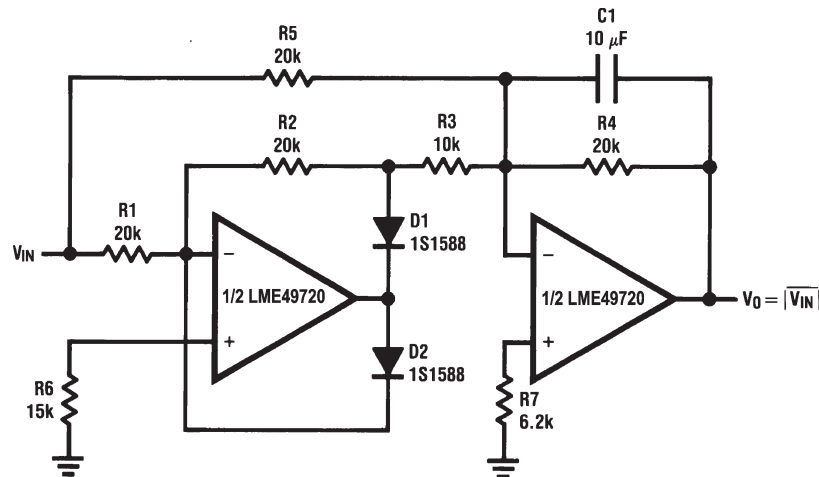 C1
10 μF
R5
20k
R2
20k
R3
10k
R4
20k
R1
20k
VIN
D1
1S1588
−
+
1/2 LME49720
D2
1S1588
−
+
1/2 LME49720
VO = |VIN|
R6
15k
R7
6.2k